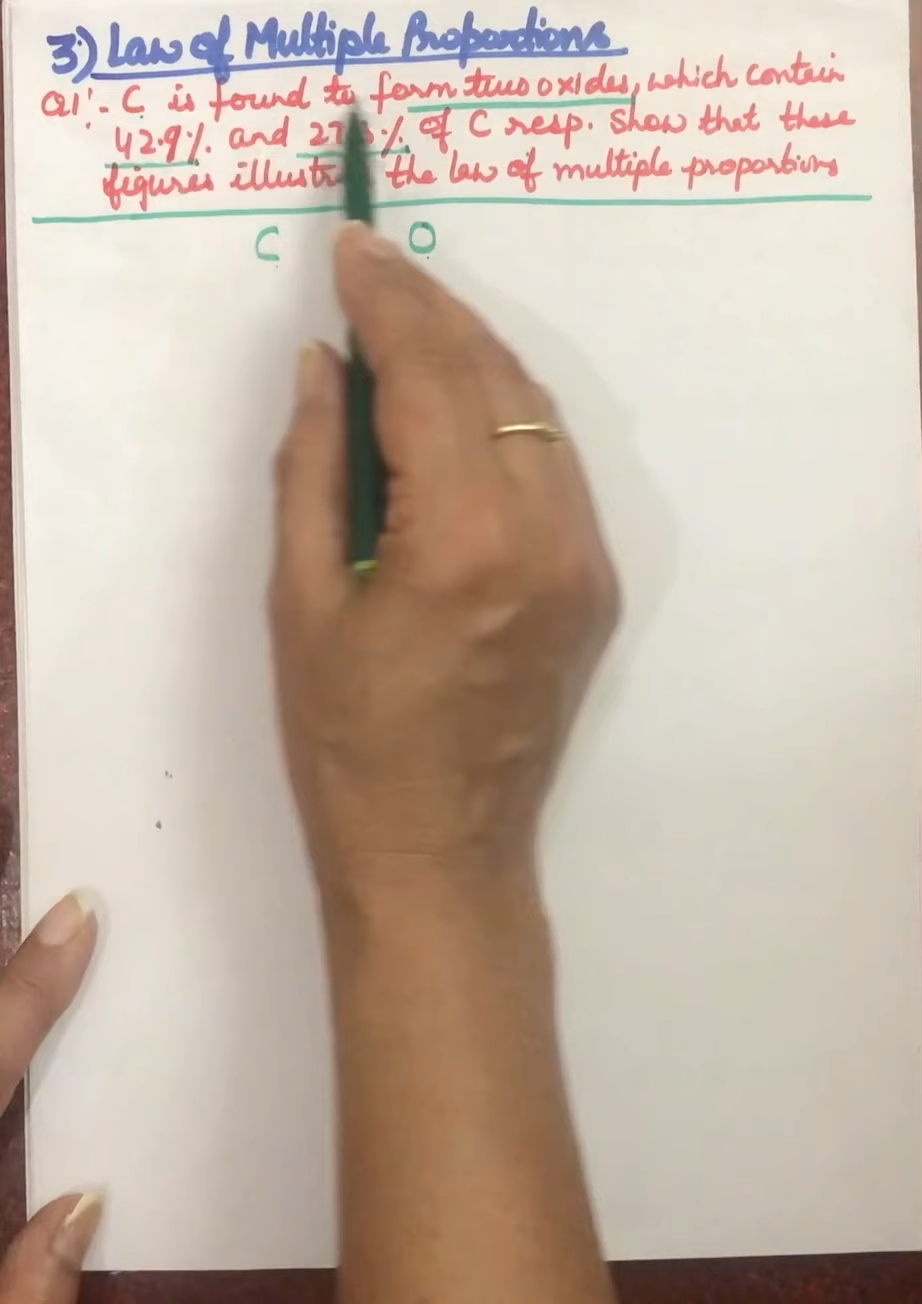 3) Law of Multiple Proportions
Q1:- C is found to form two oxides, which contain
42.9% and % of C resp. Show that these
figures the law of multiple proportions
C O